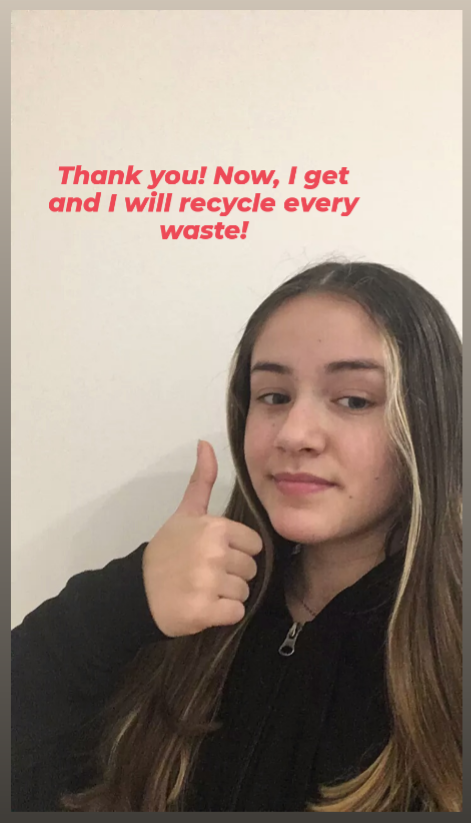 Thank you! Now, I get
and I will recycle every
waste!